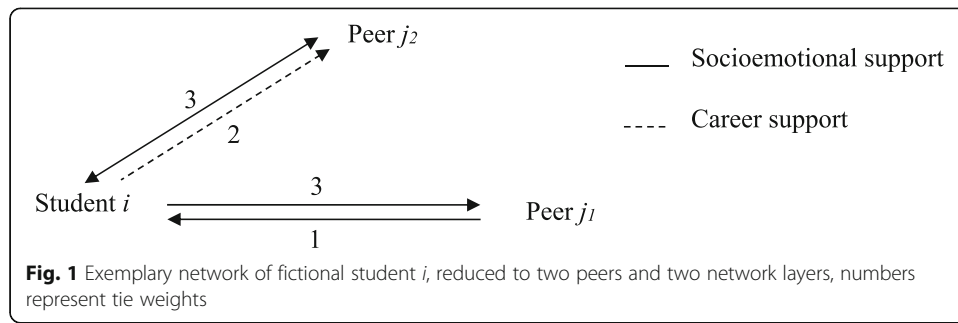 Peer j2
Socioemotional support
3
2
Career support
Student i
3
Peer j1
1
Fig. 1 Exemplary network of fictional student i, reduced to two peers and two network layers, numbers
represent tie weights